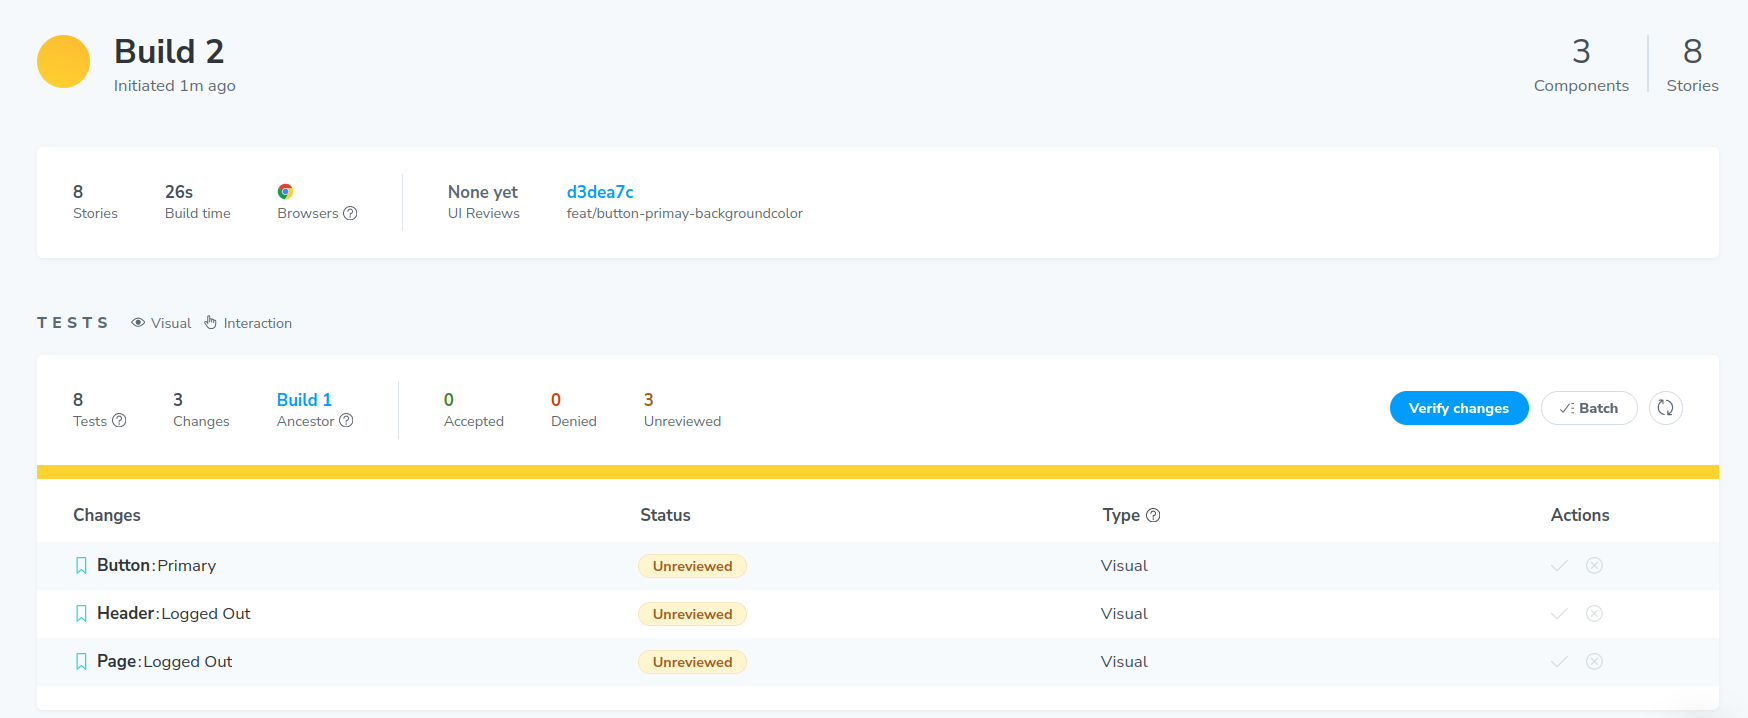 Build 2
Initiated 1m ago
3
Components
8
Stories
8
Stories
26s
Build time
Browsers
None yet
UI Reviews
d3dea7c
feat/button-primay-backgroundcolor
TESTS Visual Interaction
8
Tests
3
Changes
Build 1
Ancestor
0
Accepted
0
Denied
3
Unreviewed
Verify changes
Batch
Changes Status Type Actions
Button:Primary Unreviewed Visual
Header:Logged Out Unreviewed Visual
Page:Logged Out Unreviewed Visual